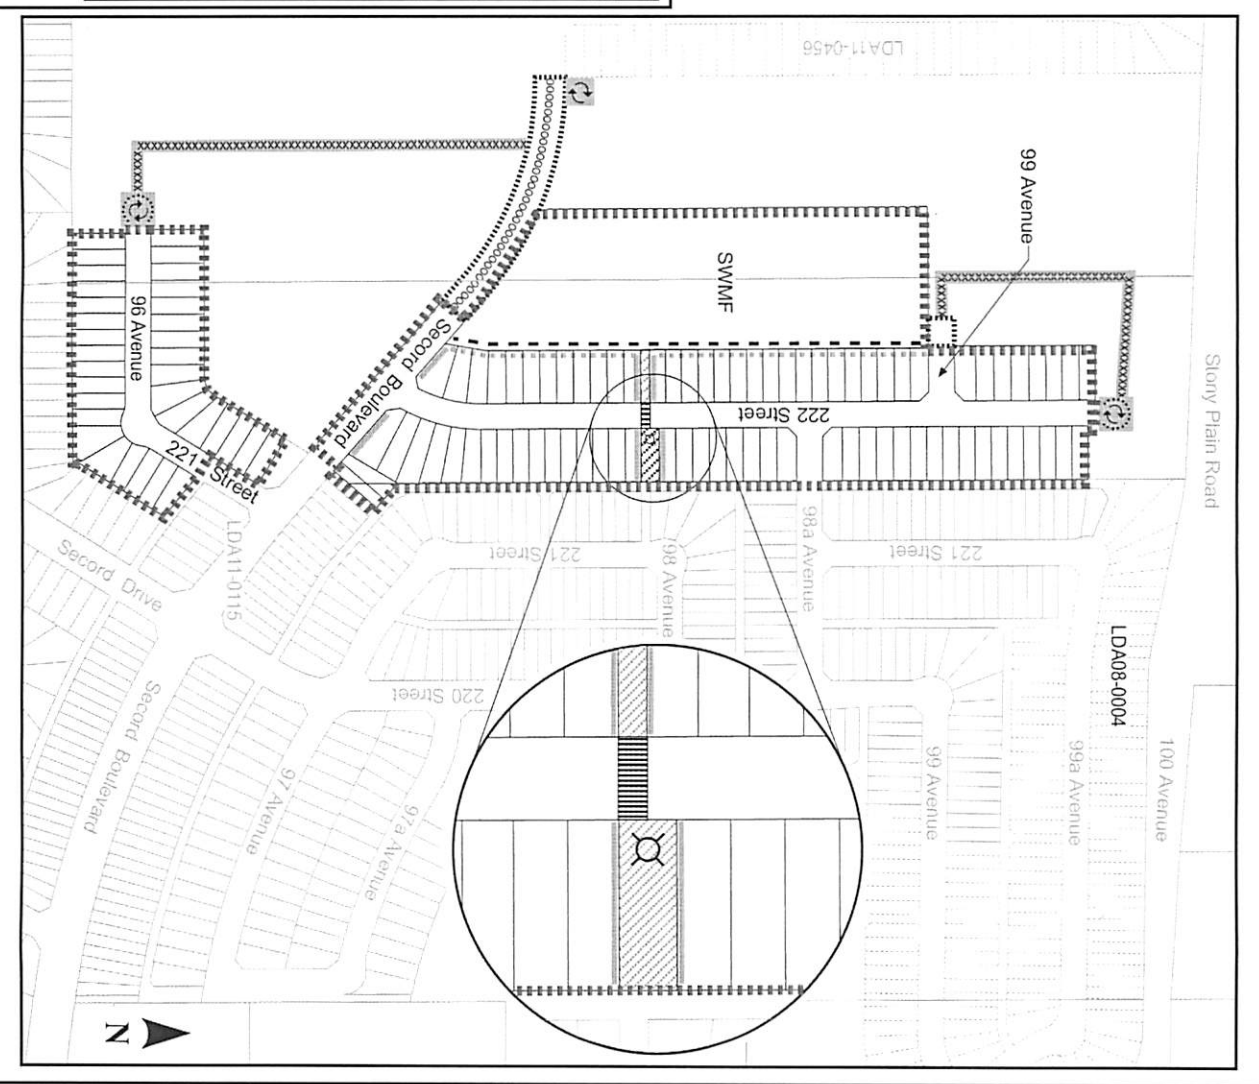 LDA11-0456
99 Avenue
SWMF
Stony Plain Road
96 Avenue
Secord Boulevard
222 Street
221 Street
LDA11-0115
Secord Drive
221 Street
98 Avenue
98a Avenue
221 Street
LDA08-0004
220 Street
Secord Boulevard
97 Avenue
97a Avenue
99 Avenue
99a Avenue
100 Avenue
N